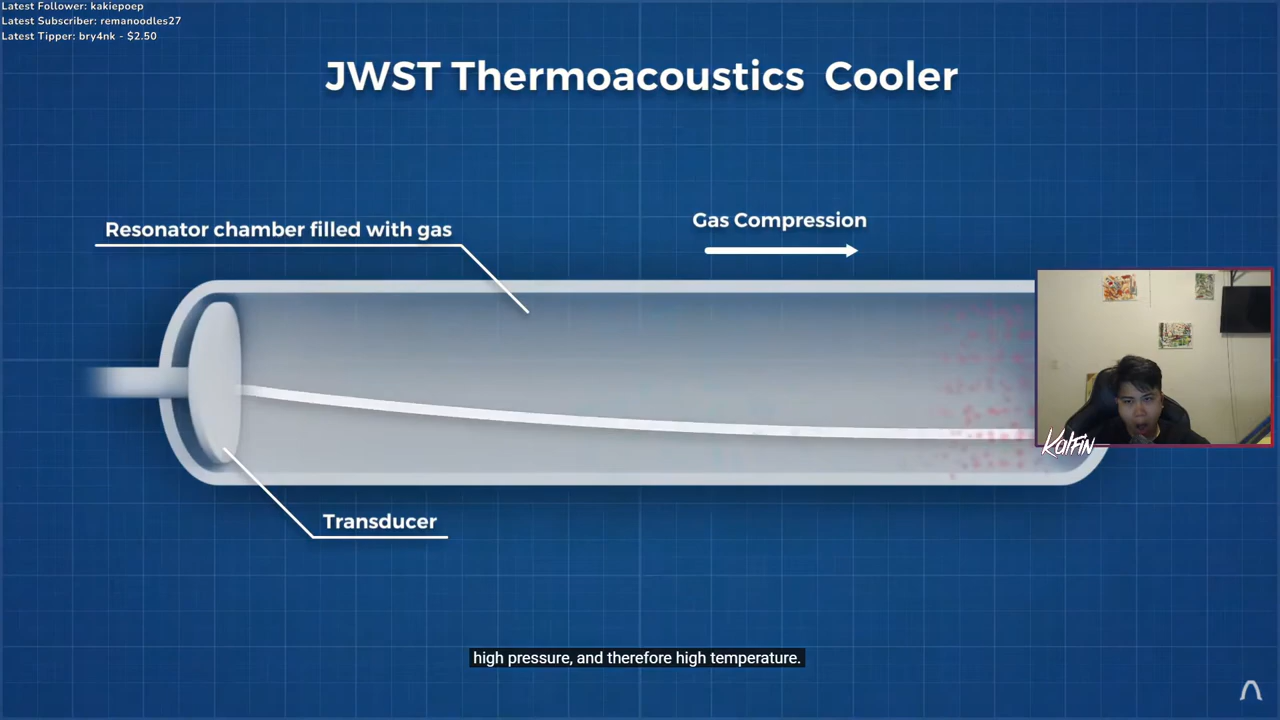 Latest Follower: kakiepoep
Latest Subscriber: remanoodles27
Latest Tipper: bry4nk - $2.50
JWST Thermoacoustics Cooler
Resonator chamber filled with gas
Gas Compression
Kalfin
Transducer
high pressure, and therefore high temperature.